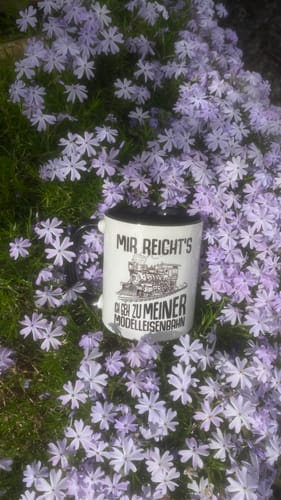 MIR REICHT'S
ICH GEH ZU MEINER
MODELLEISENBAHN